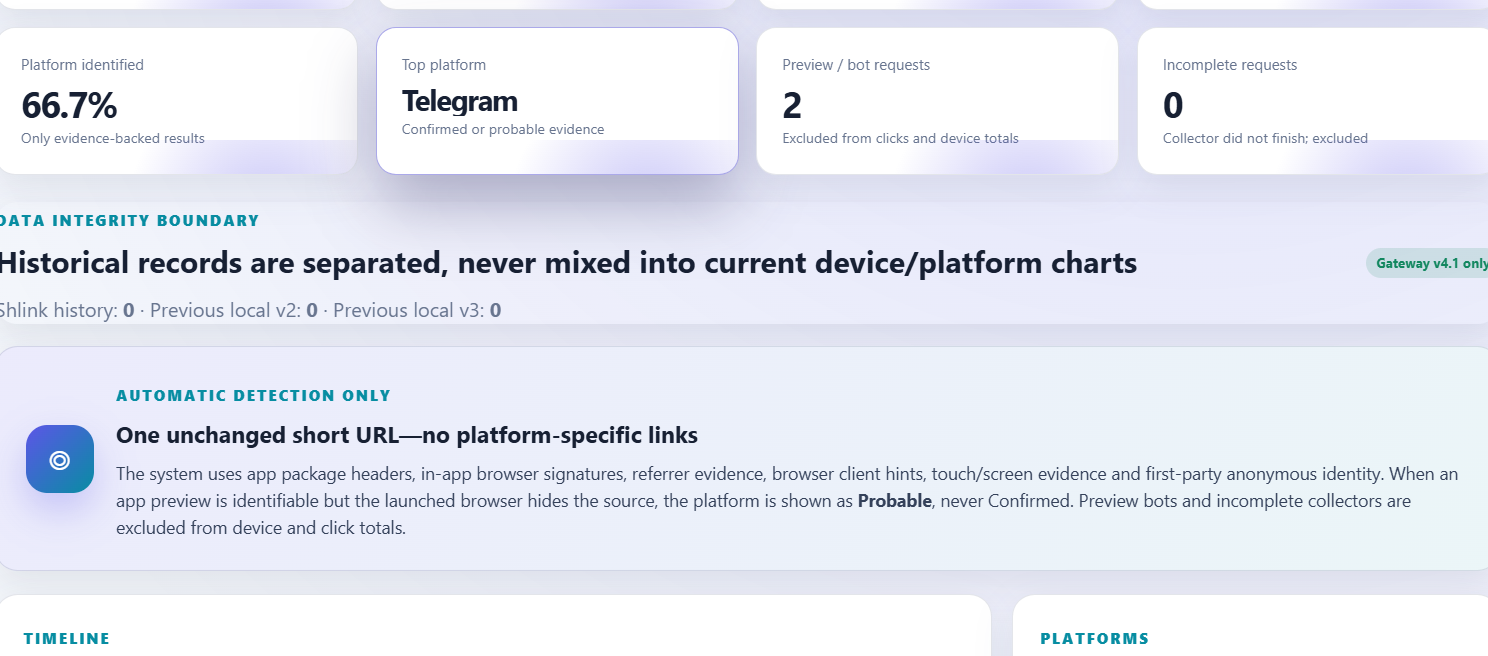 Platform identified
66.7%
Only evidence-backed results
Top platform
Telegram
Confirmed or probable evidence
Preview / bot requests
2
Excluded from clicks and device totals
Incomplete requests
0
Collector did not finish; excluded
DATA INTEGRITY BOUNDARY
Historical records are separated, never mixed into current device/platform charts
Gateway v4.1 only
Shlink history: 0 · Previous local v2: 0 · Previous local v3: 0
AUTOMATIC DETECTION ONLY
One unchanged short URL—no platform-specific links
The system uses app package headers, in-app browser signatures, referrer evidence, browser client hints, touch/screen evidence and first-party anonymous identity. When an
app preview is identifiable but the launched browser hides the source, the platform is shown as Probable, never Confirmed. Preview bots and incomplete collectors are
excluded from device and click totals.
TIMELINE
PLATFORMS